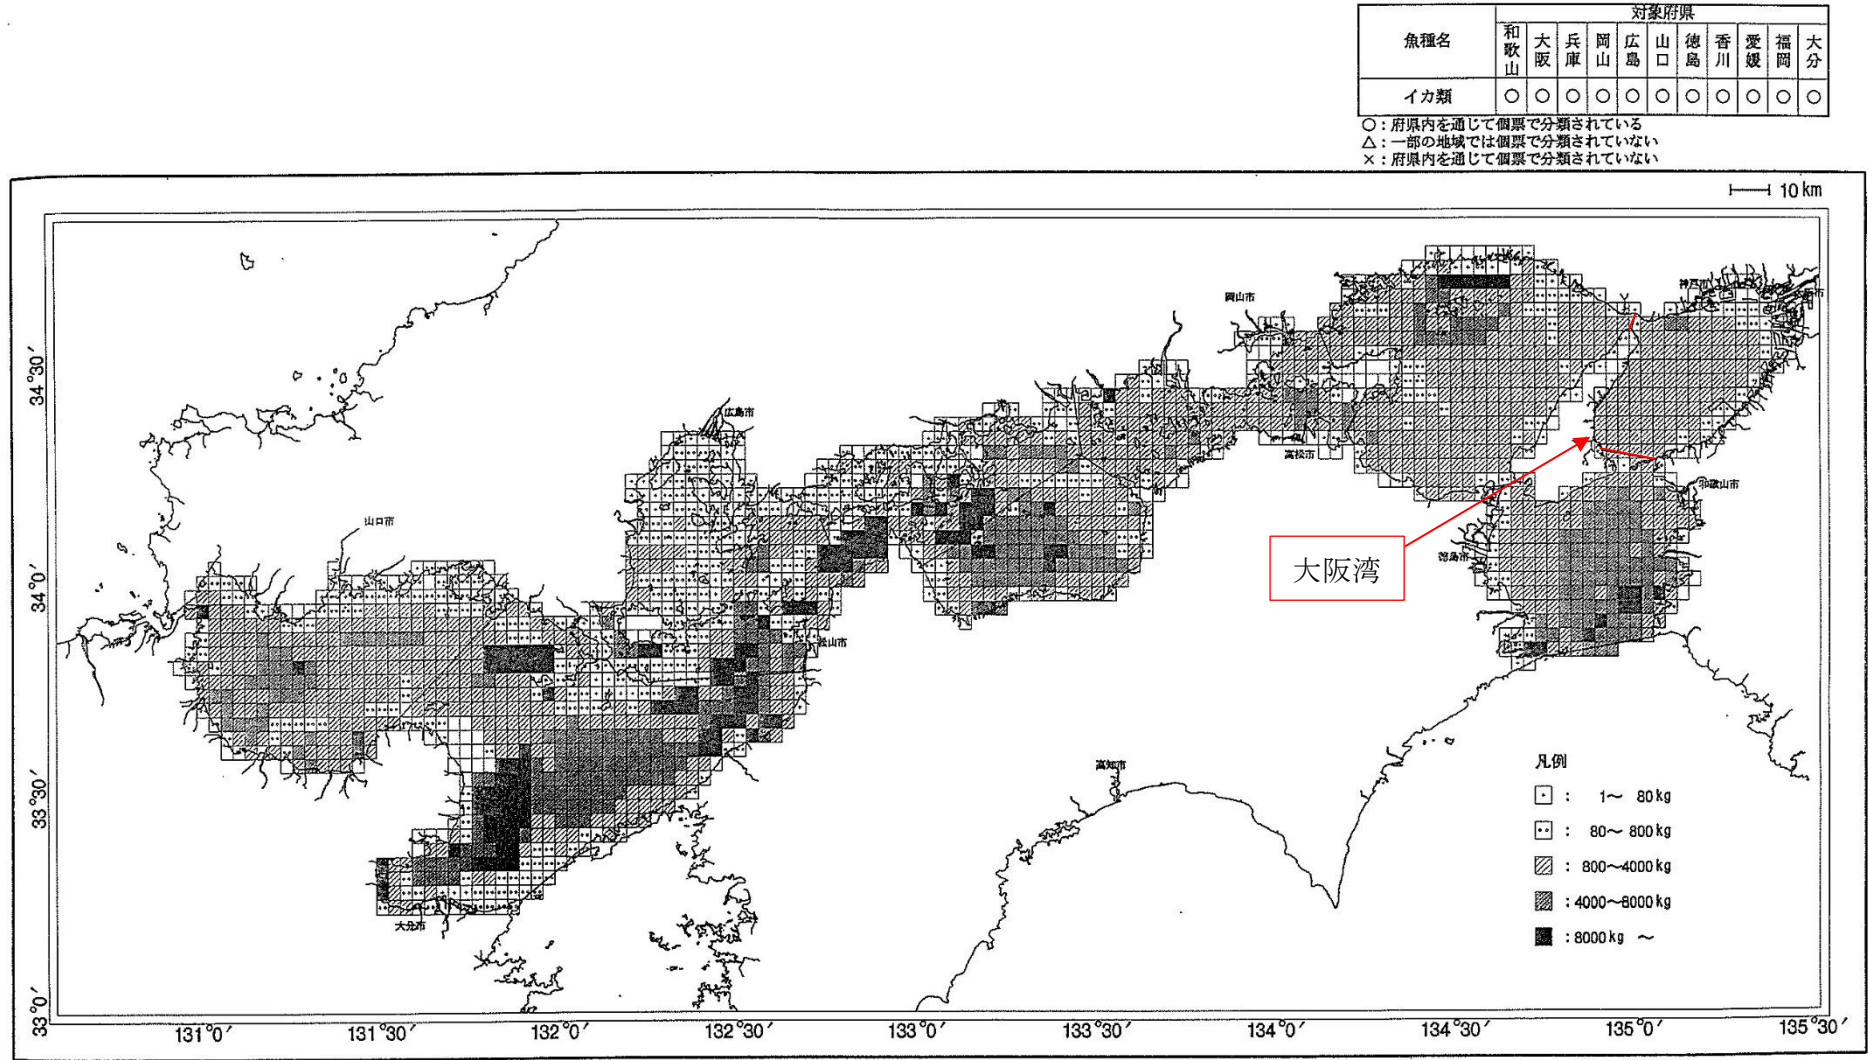 対象府県
魚種名
和歌山 大阪 兵庫 岡山 広島 山口 徳島 香川 愛媛 福岡 大分
イカ類 ○ ○ ○ ○ ○ ○ ○ ○ ○ ○ ○
○：府県内を通じて個票で分類されている
△：一部の地域では個票で分類されていない
×：府県内を通じて個票で分類されていない
10 km
神戸市
岡山市
34°30′
広島市
高松市
和歌山市
山口市
徳島市
大阪湾
34°0′
松山市
高知市
33°30′
大分市
凡例
： 1～ 80kg
： 80～ 800kg
： 800～4000kg
：4000～8000kg
：8000kg ～
33°0′
131°0′ 131°30′ 132°0′ 132°30′ 133°0′ 133°30′ 134°0′ 134°30′ 135°0′ 135°30′